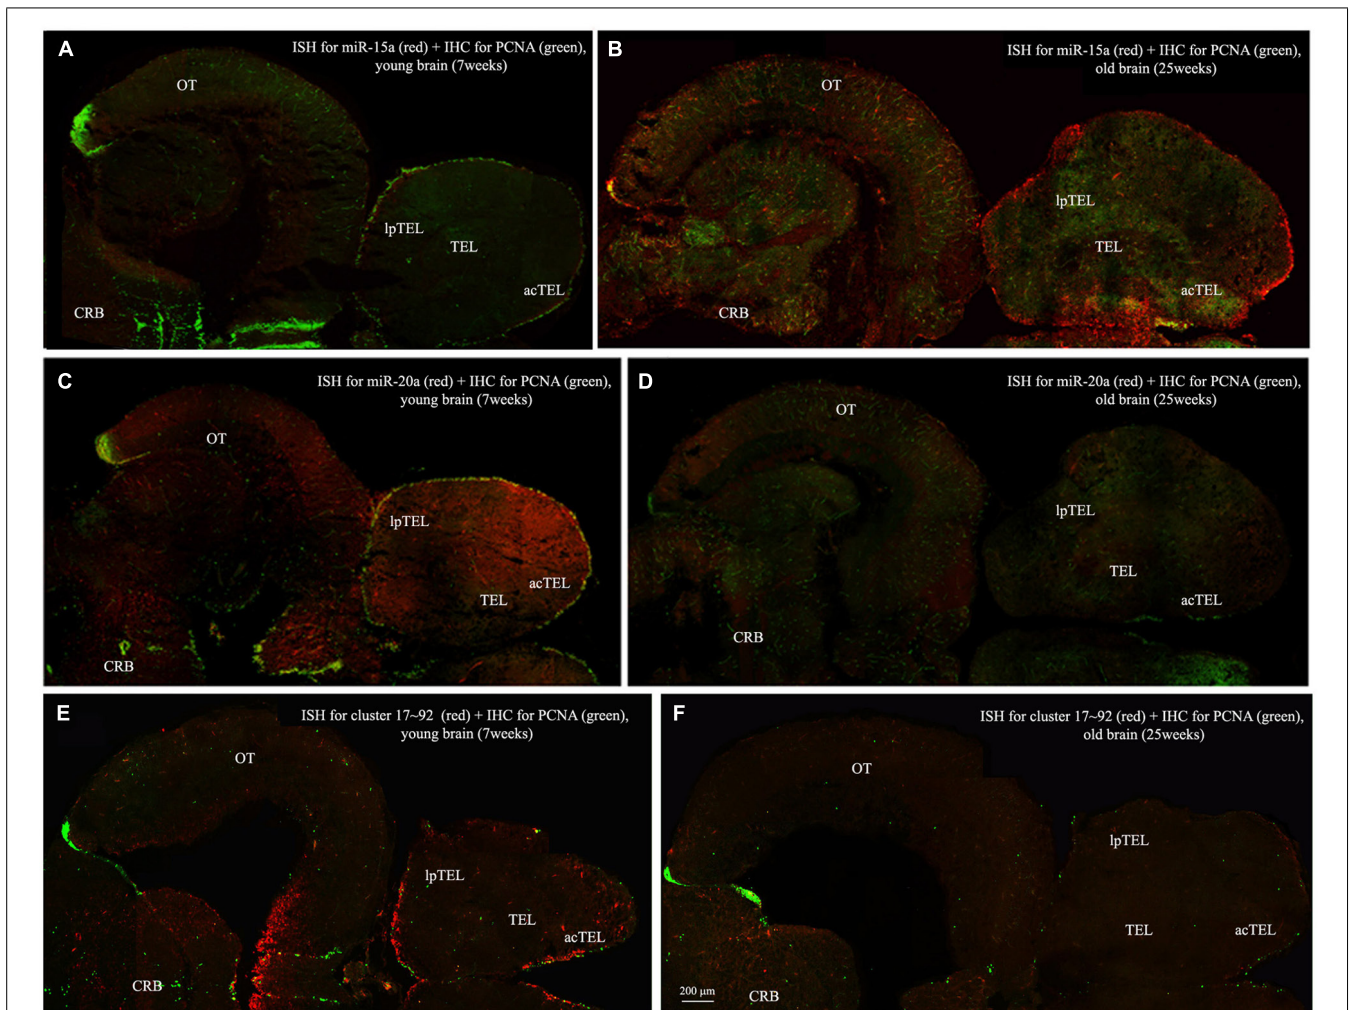 A
ISH for miR-15a (red) + IHC for PCNA (green),
young brain (7weeks)
OT
lpTEL
TEL
acTEL
CRB
B
ISH for miR-15a (red) + IHC for PCNA (green),
old brain (25weeks)
OT
lpTEL
TEL
acTEL
CRB
C
ISH for miR-20a (red) + IHC for PCNA (green),
young brain (7weeks)
OT
lpTEL
acTEL
TEL
CRB
D
ISH for miR-20a (red) + IHC for PCNA (green),
old brain (25weeks)
OT
lpTEL
TEL
acTEL
CRB
E
ISH for cluster 17~92 (red) + IHC for PCNA (green),
young brain (7weeks)
OT
lpTEL
TEL
acTEL
CRB
F
ISH for cluster 17~92 (red) + IHC for PCNA (green),
old brain (25weeks)
OT
lpTEL
TEL
acTEL
200 µm
CRB